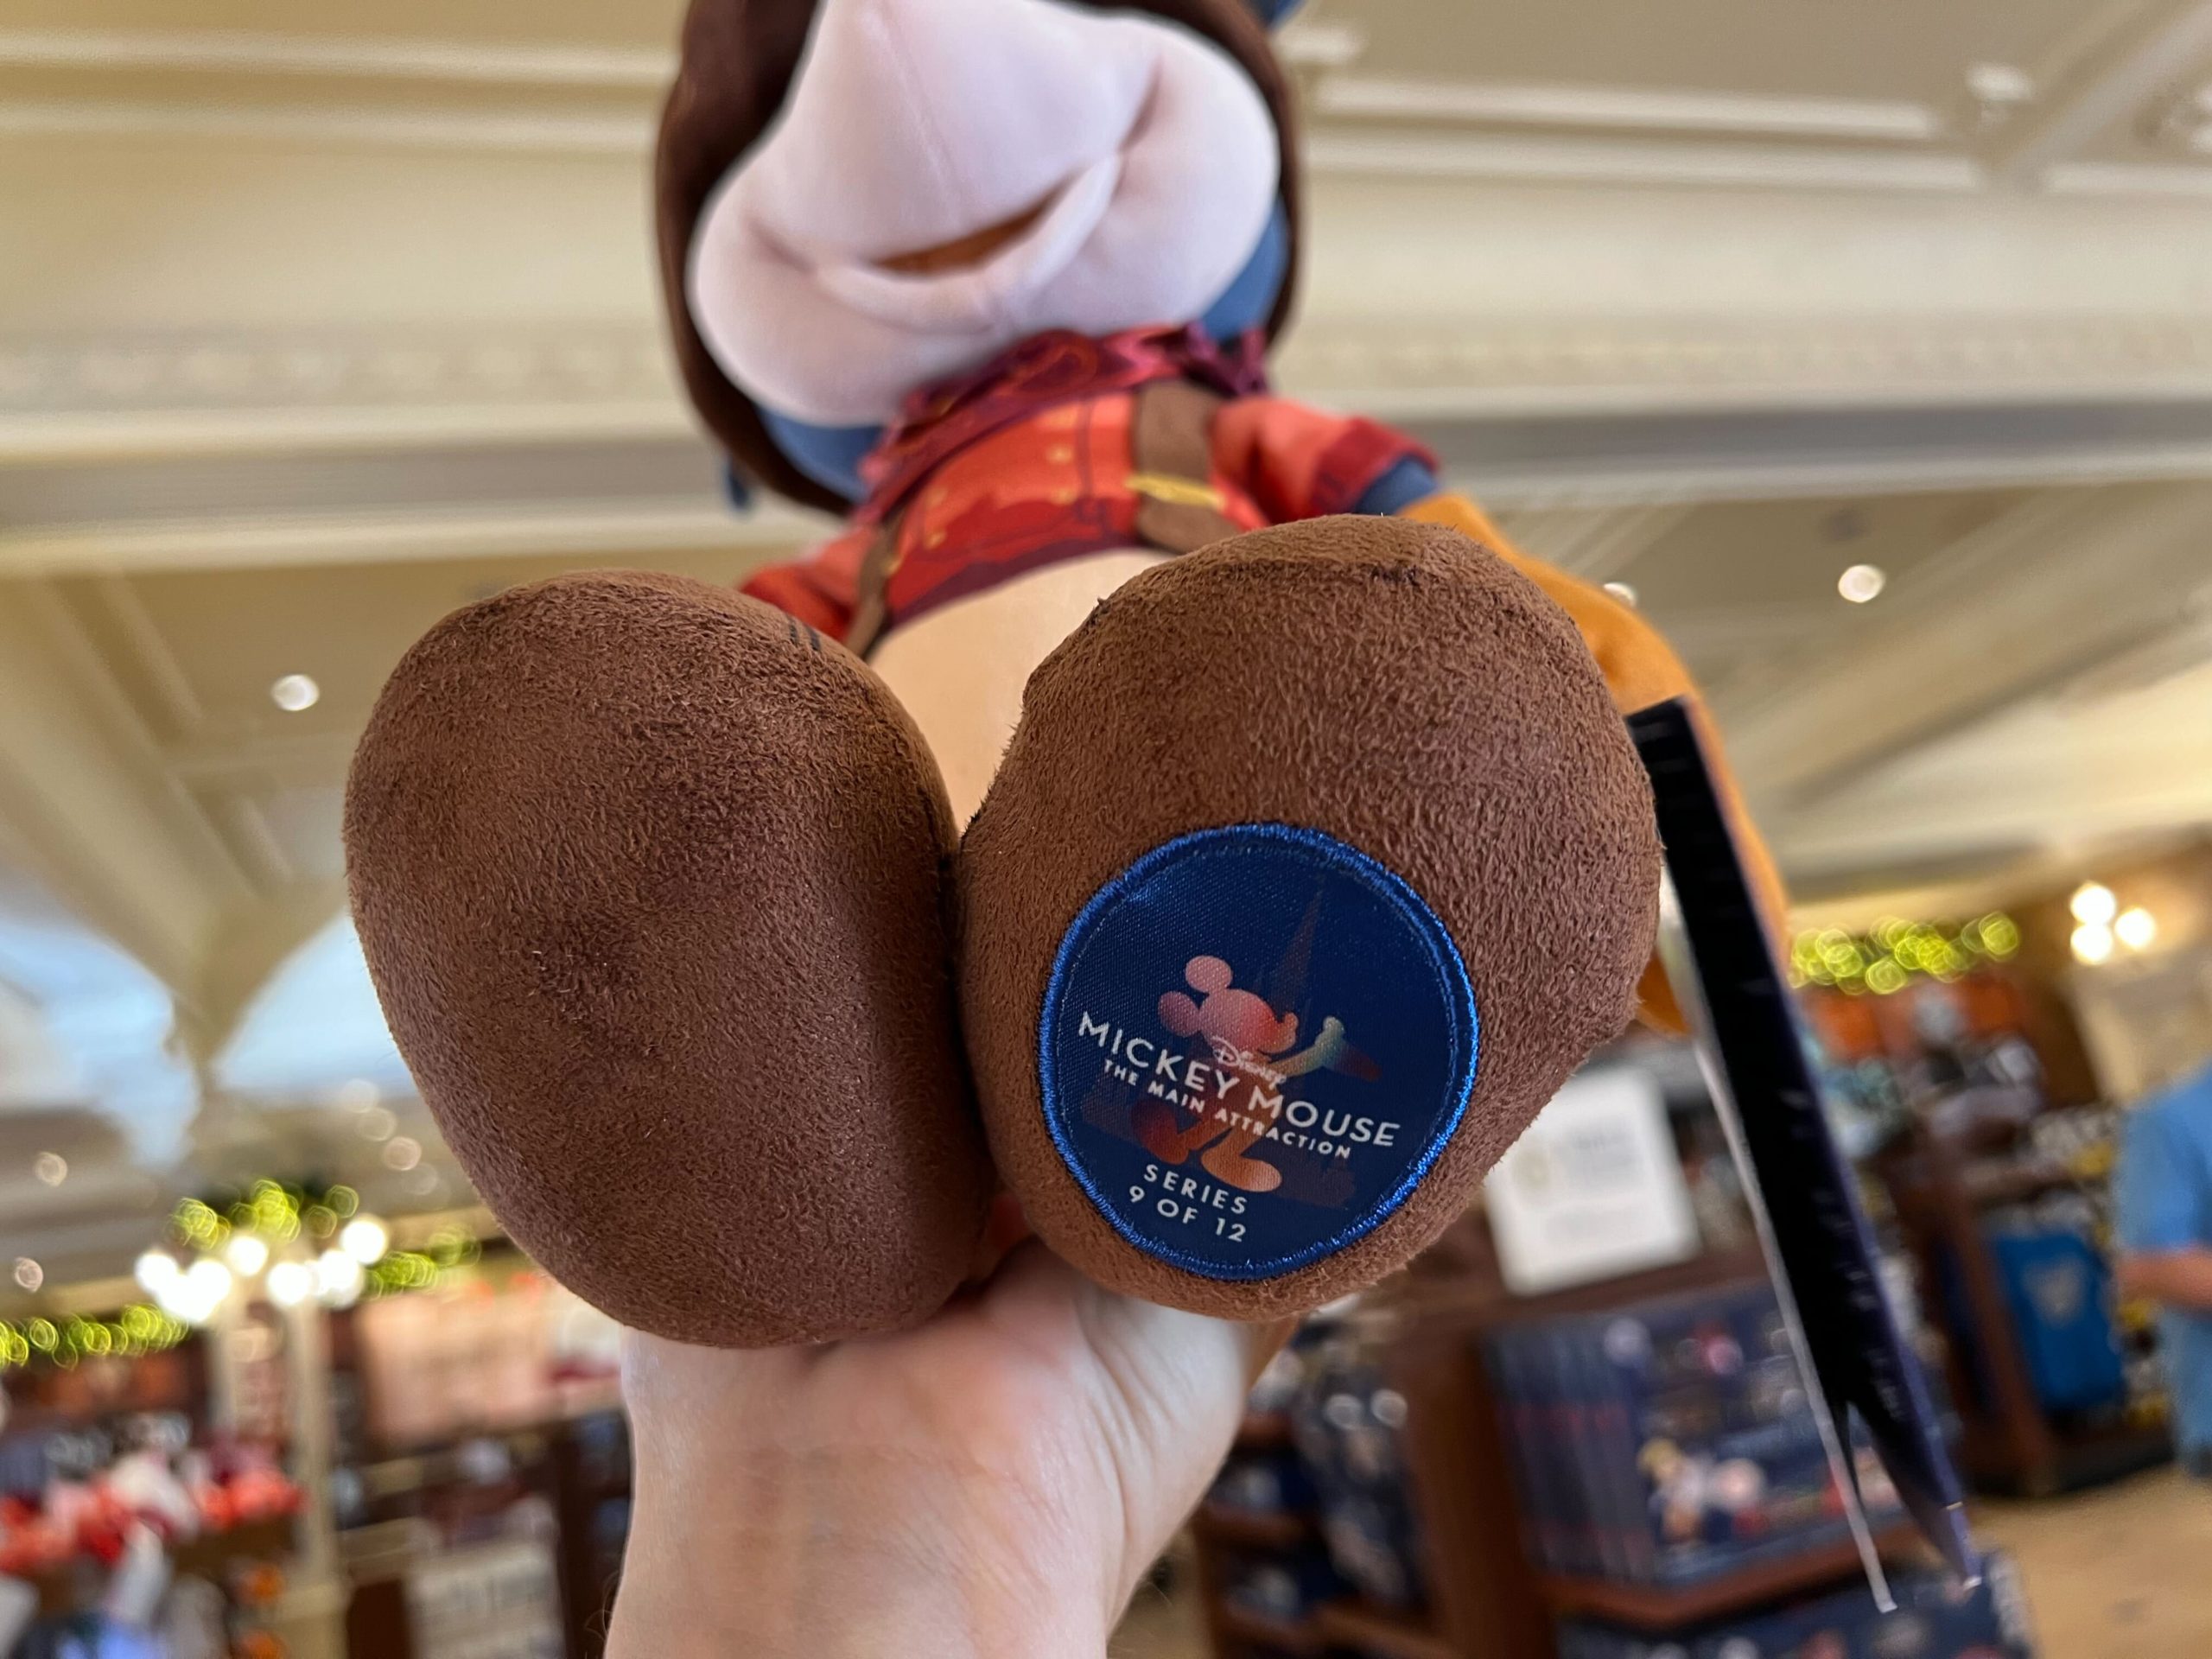 Disney
MICKEY MOUSE
THE MAIN ATTRACTION
SERIES
9 OF 12